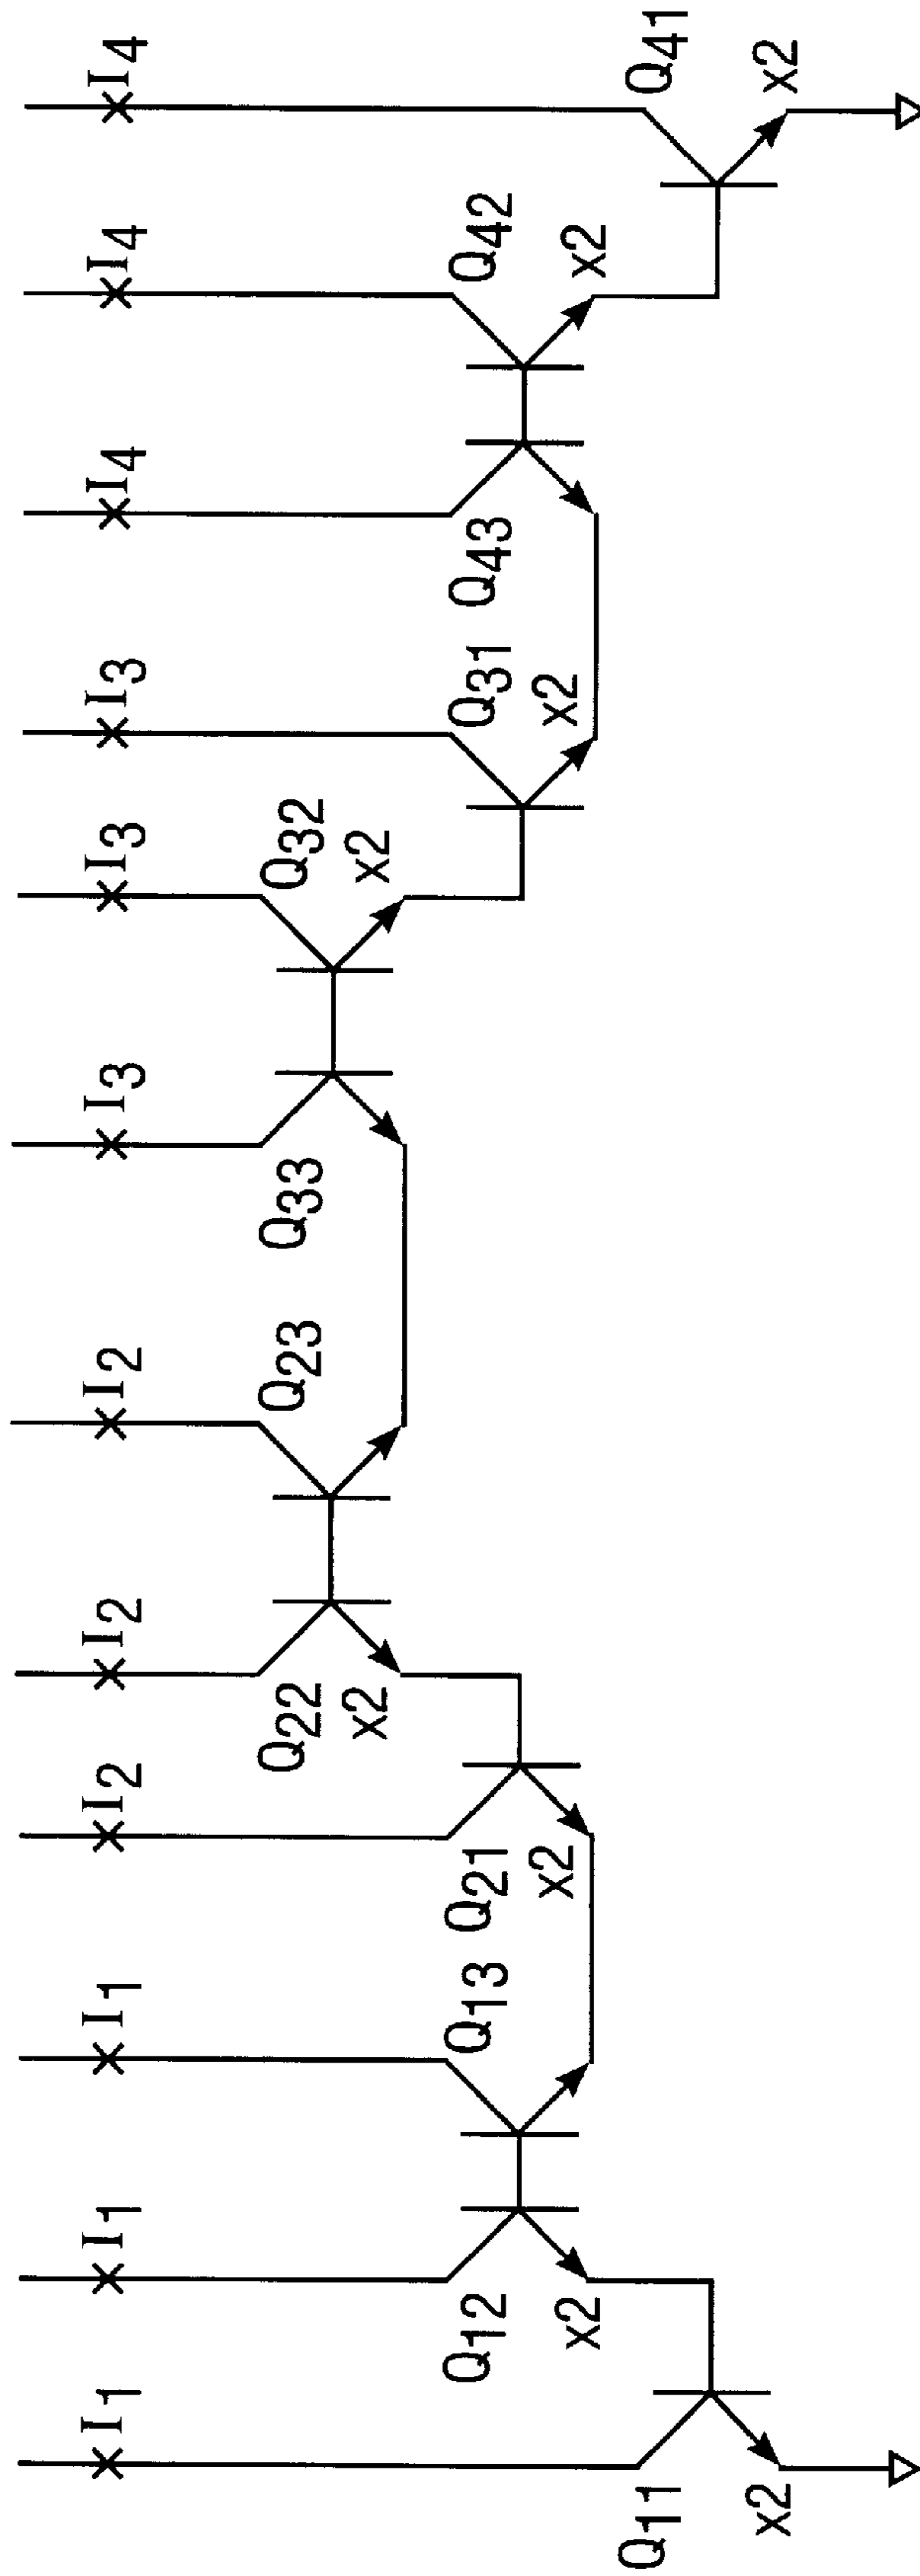 I1 I1 I1 I2 I2 I2 I3 I3 I3 I4 I4 I4
Q22 Q23 Q33 Q32
x2 x2
Q12 Q13 Q21 Q31 Q43 Q42
x2 x2 x2 x2
Q11 Q41
x2 x2